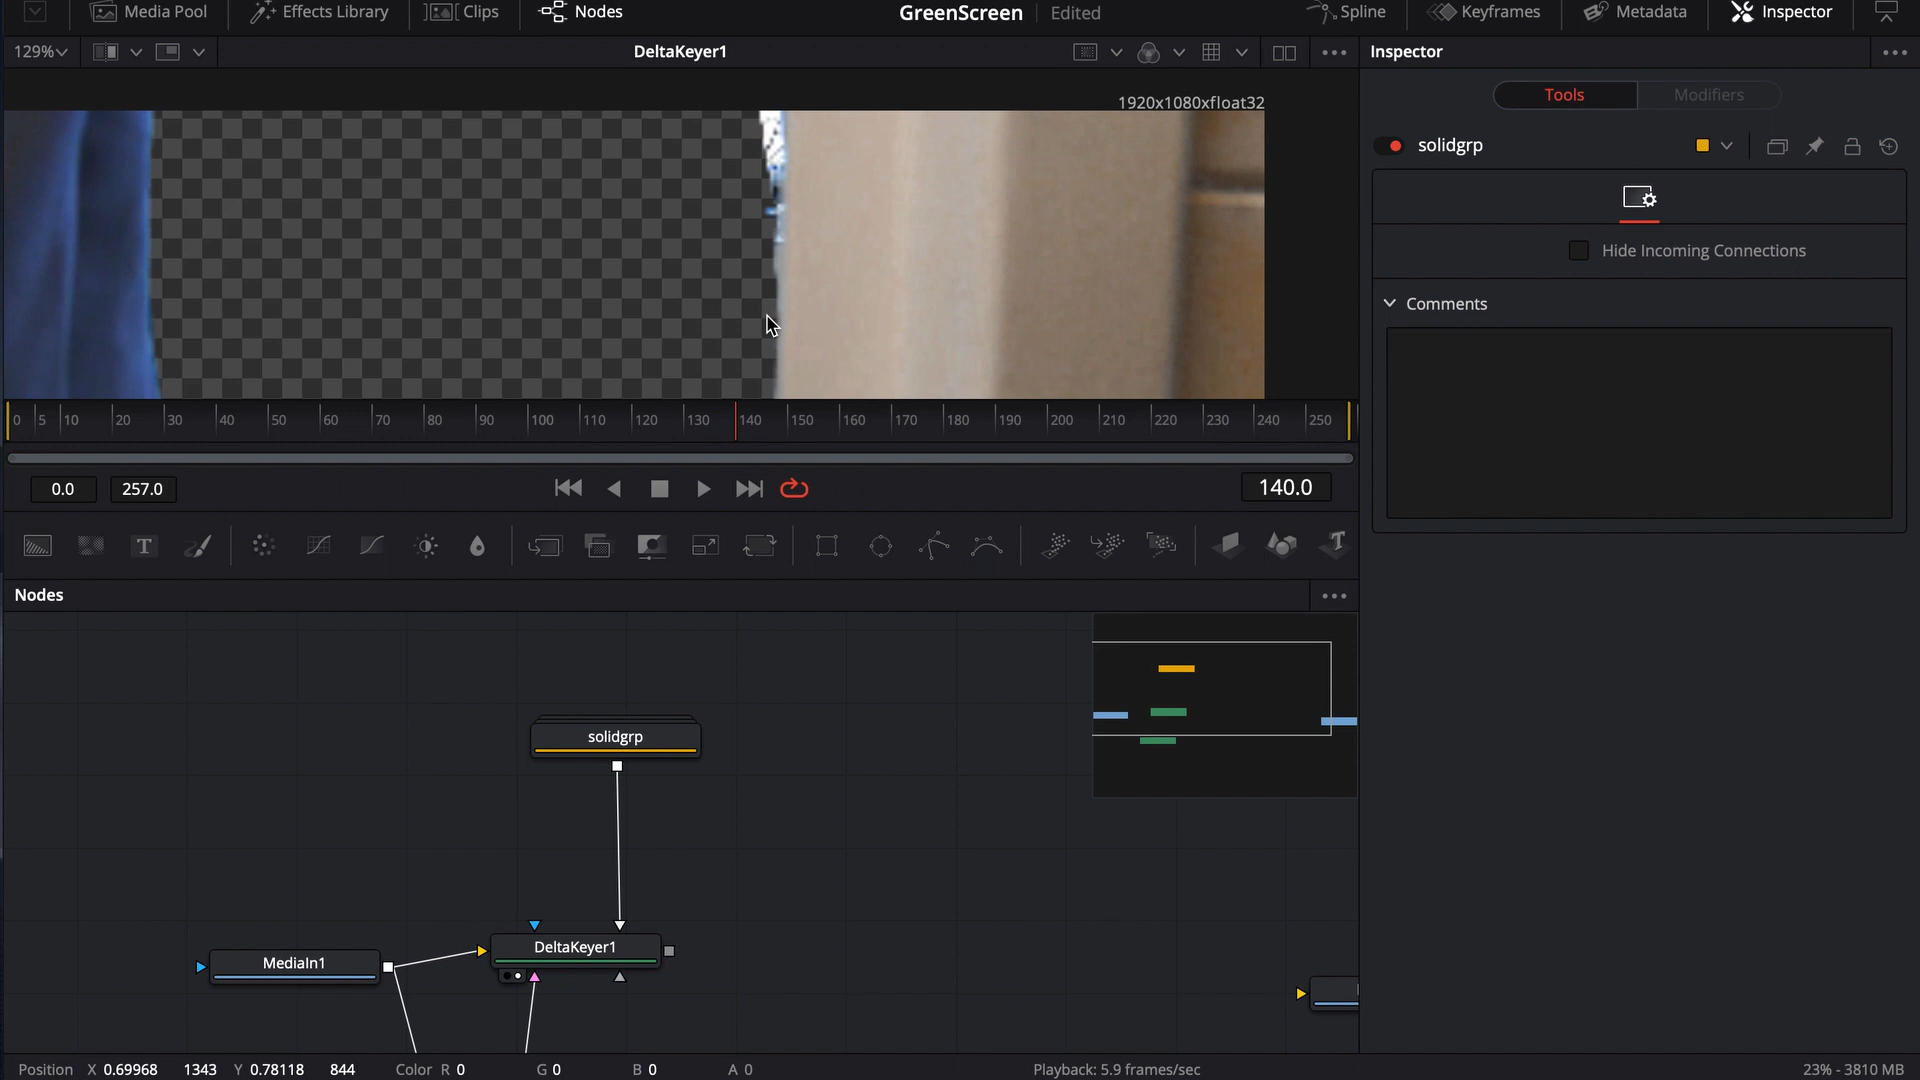 Media Pool
Effects Library
Clips
Nodes
GreenScreen
Edited
Spline
Keyframes
Metadata
Inspector
129%
DeltaKeyer1
Inspector
Tools
Modifiers
1920x1080xfloat32
solidgrp
Hide Incoming Connections
Comments
0 5 10 20 30 40 50 60 70 80 90 100 110 120 130 140 150 160 170 180 190 200 210 220 230 240 250
0.0
257.0
140.0
T
T
Nodes
solidgrp
DeltaKeyer1
MediaIn1
Position X 0.69968 1343 Y 0.78118 844 Color R 0 G 0 B 0 A 0
Playback: 5.9 frames/sec
23% - 3810 MB